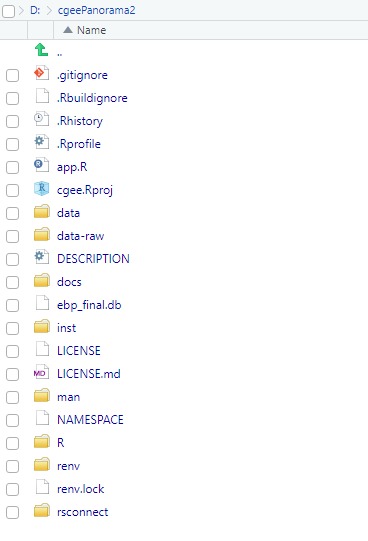 D: cgeePanorama2
Name
..
.gitignore
.Rbuildignore
.Rhistory
.Rprofile
app.R
cgee.Rproj
data
data-raw
DESCRIPTION
docs
ebp_final.db
inst
LICENSE
MD LICENSE.md
man
NAMESPACE
R
renv
renv.lock
rsconnect